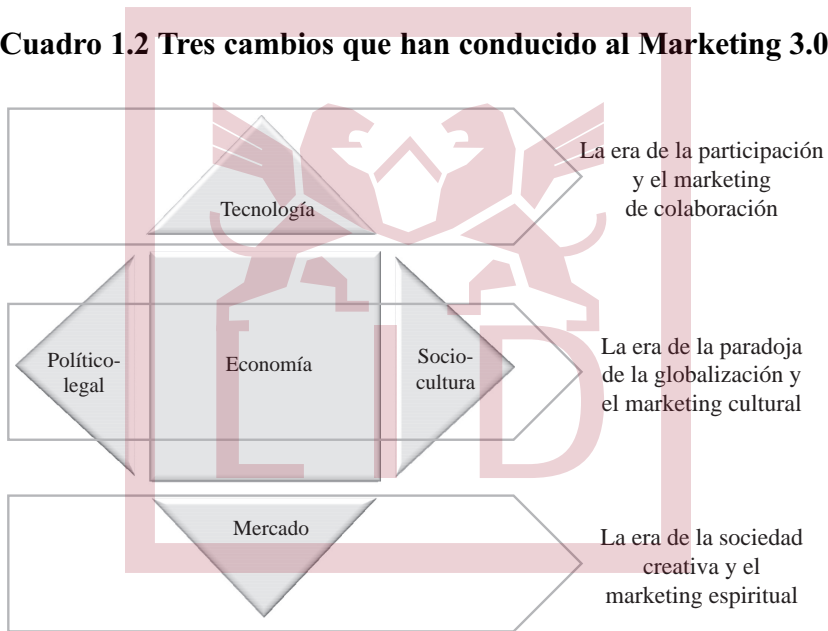 Cuadro 1.2 Tres cambios que han conducido al Marketing 3.0
Tecnología
La era de la participación
y el marketing
de colaboración
Político-
legal
Economía
Socio-
cultura
La era de la paradoja
de la globalización y
el marketing cultural
Mercado
La era de la sociedad
creativa y el
marketing espiritual
LID